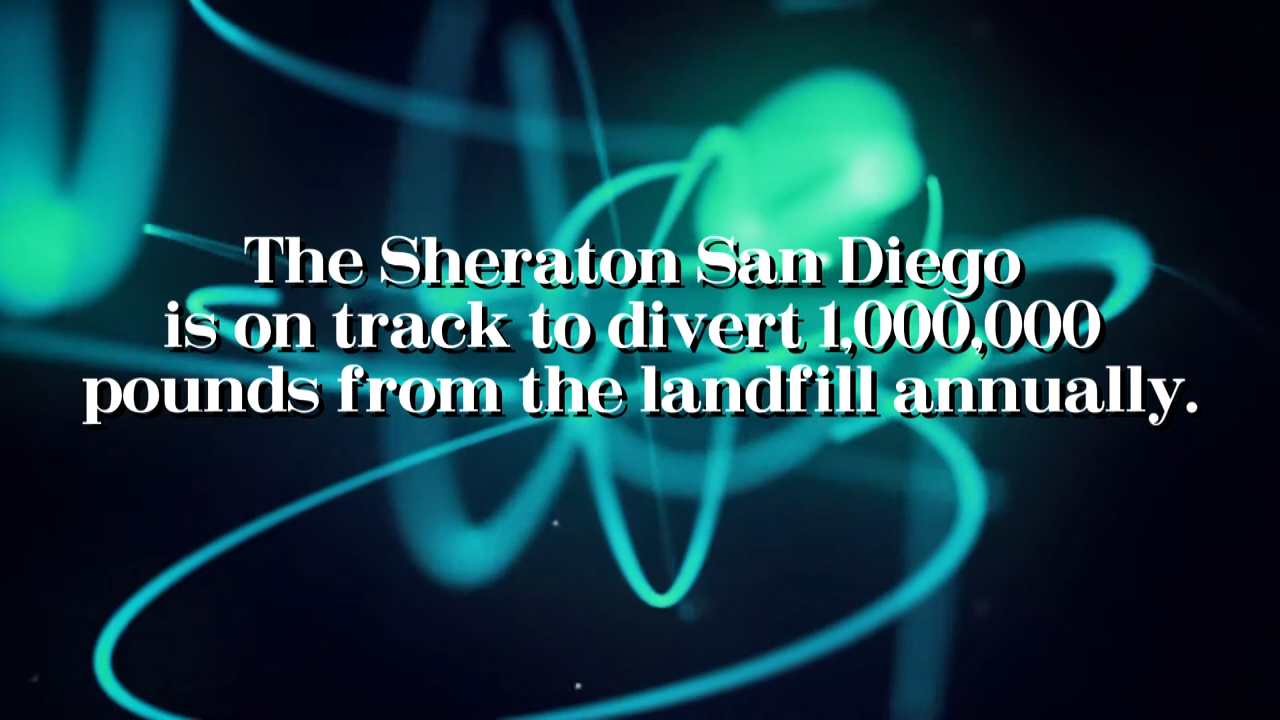 The Sheraton San Diego
is on track to divert 1,000,000
pounds from the landfill annually.